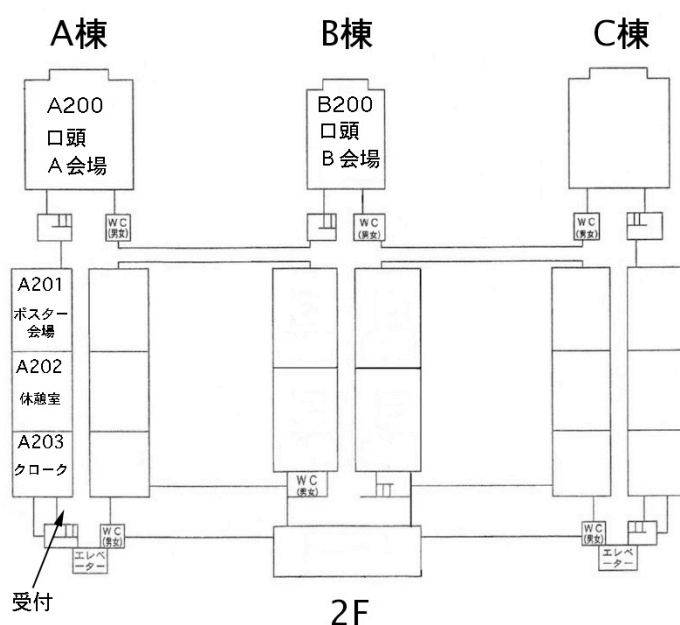 A棟
B棟
C棟
A200
口頭
A会場
B200
口頭
B会場
WC
(男女)
WC
(男女)
WC
(男女)
A201
ポスター
会場
A202
休憩室
A203
クローク
WC
(男女)
WC
(男女)
WC
(男女)
エレベ
ーター
エレベ
ーター
受付
2F